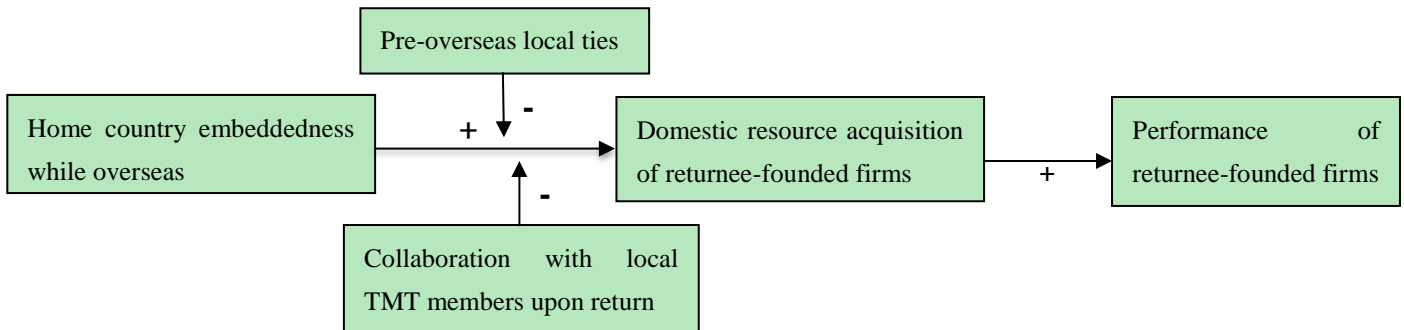 Pre-overseas local ties
-
Home country embeddedness
while overseas
+
Domestic resource acquisition
of returnee-founded firms
Performance of
returnee-founded firms
+
-
Collaboration with local
TMT members upon return